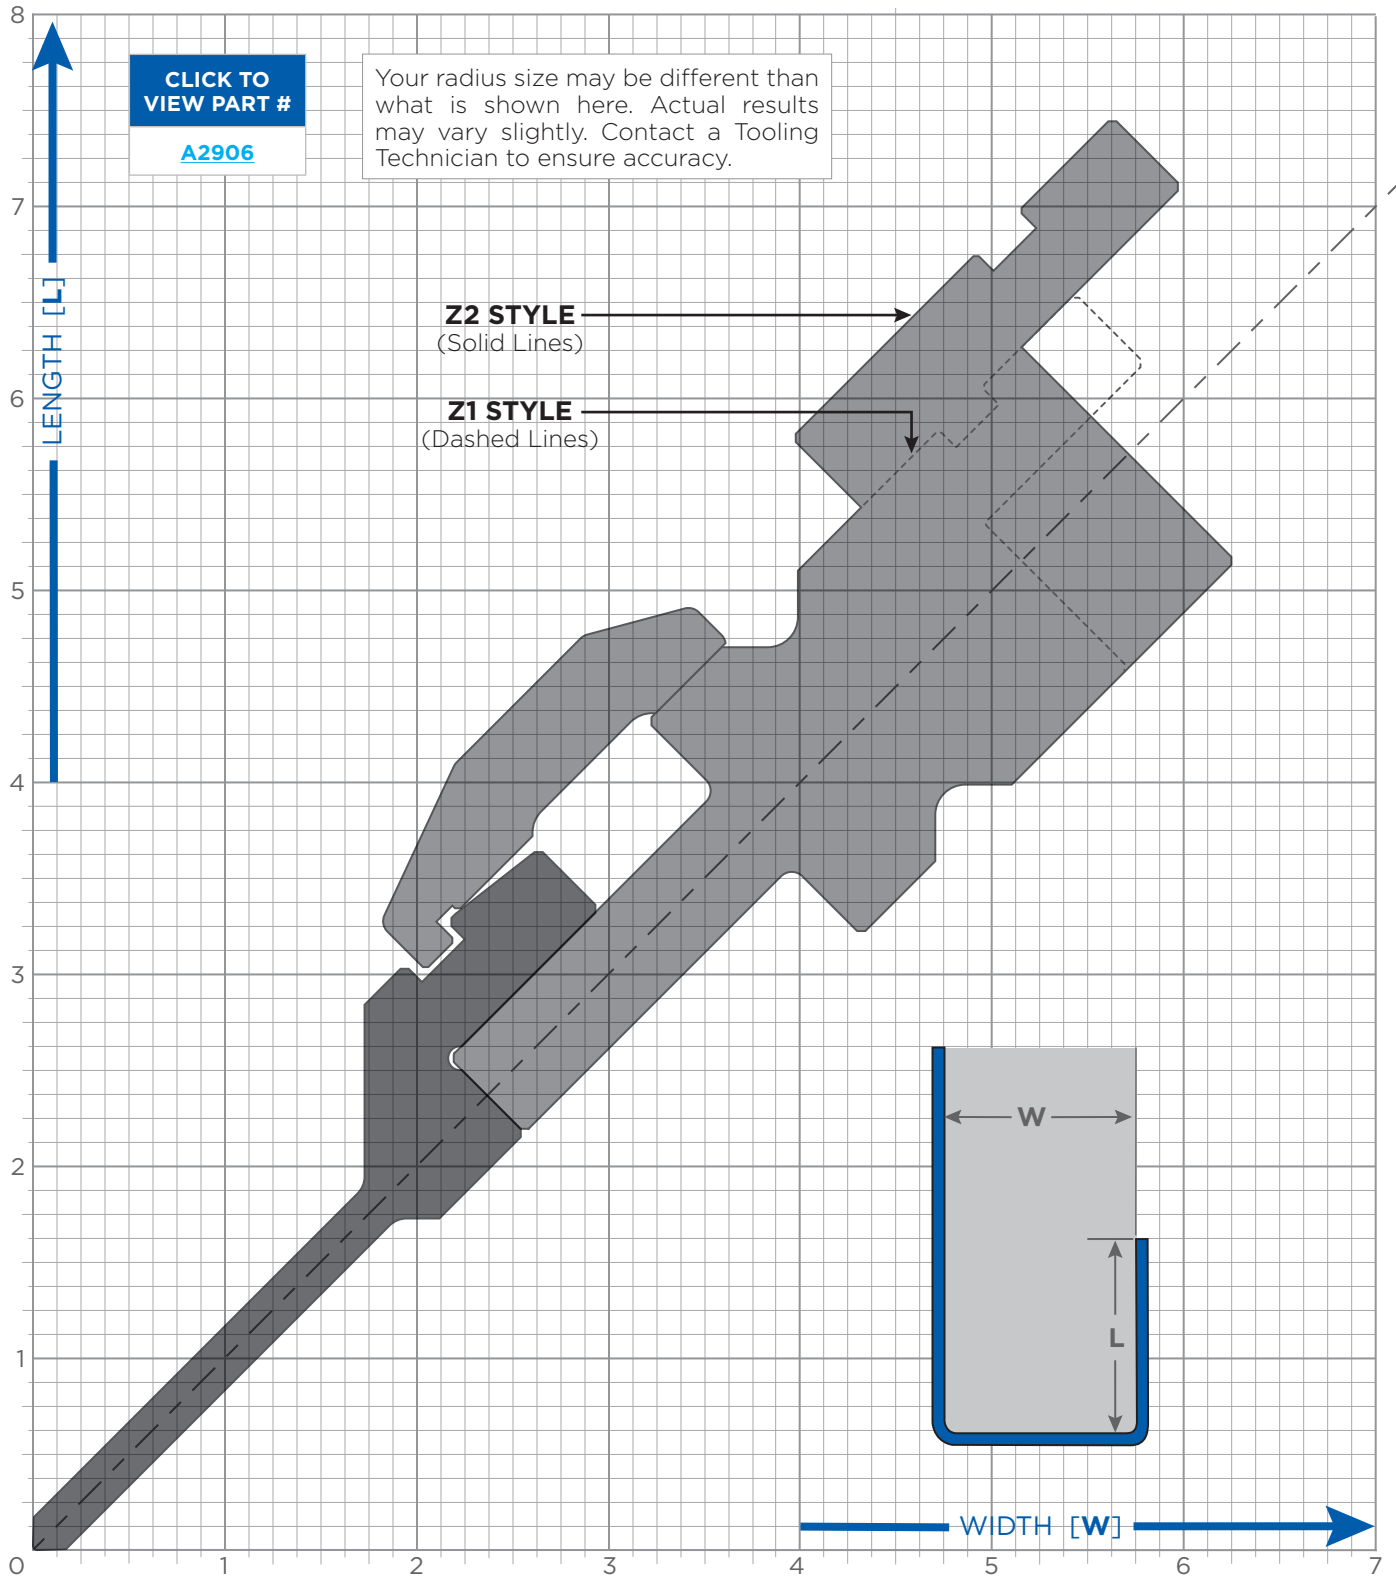 8
CLICK TO
VIEW PART #
A2906
Your radius size may be different than
what is shown here. Actual results
may vary slightly. Contact a Tooling
Technician to ensure accuracy.
7
LENGTH [L]
Z2 STYLE
(Solid Lines)
6
Z1 STYLE
(Dashed Lines)
5
4
3
W
2
L
1
WIDTH [W]
0 1 2 3 4 5 6 7